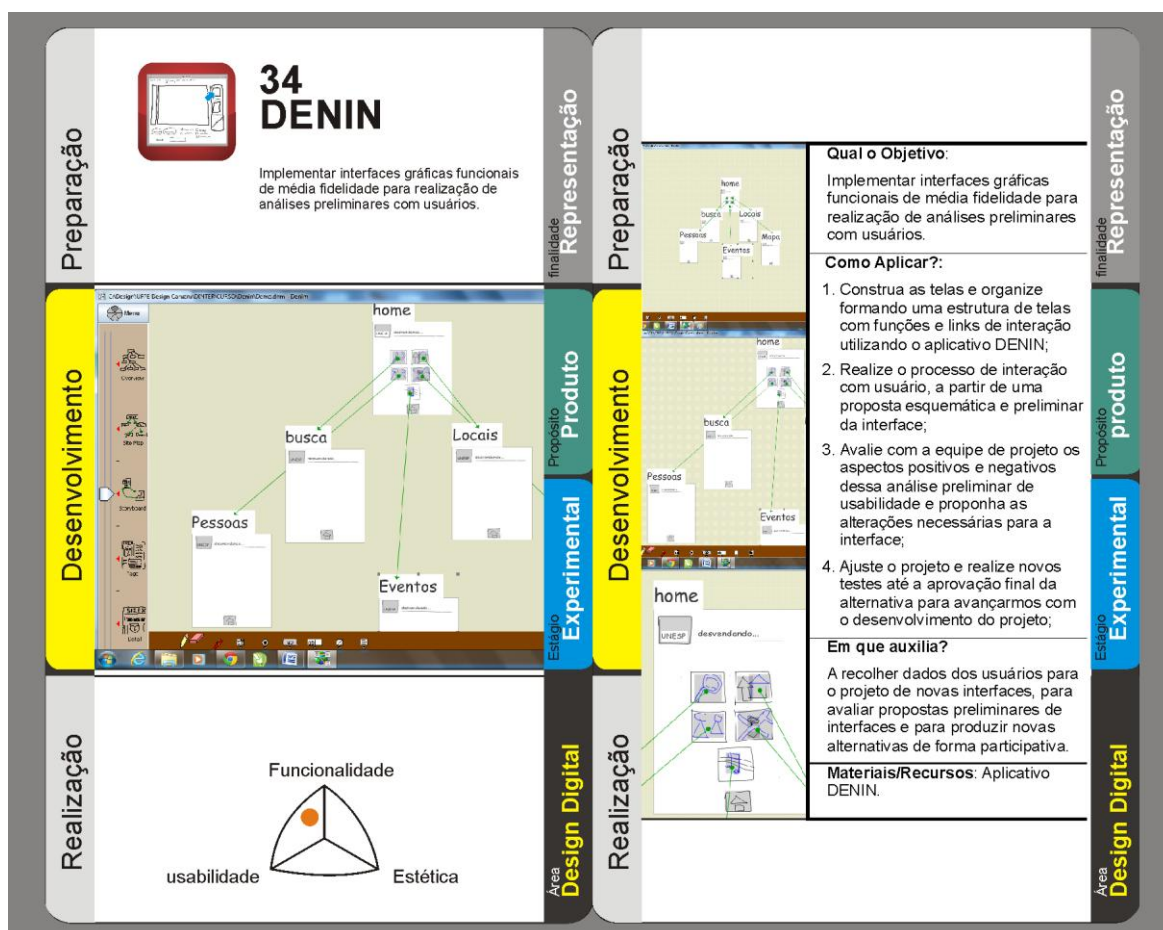 Preparação
Desenvolvimento
Realização
34
DENIN
Implementar interfaces gráficas funcionais
de média fidelidade para realização de
análises preliminares com usuários.
Menu
Overview
Site Map
Storyboard
Page
Detail
home
busca
Locais
Pessoas
Eventos
Funcionalidade
usabilidade
Estética
finalidade
Representação
Propósito
Produto
Estágio
Experimental
Área
Design Digital
Preparação
Desenvolvimento
Realização
home
busca
Locais
Pessoas
Mapa
Eventos
home
busca
Pessoas
Eventos
home
UNESP
desvendando...
Qual o Objetivo:
Implementar interfaces gráficas
funcionais de média fidelidade para
realização de análises preliminares
com usuários.
Como Aplicar?:
1. Construa as telas e organize
formando uma estrutura de telas
com funções e links de interação
utilizando o aplicativo DENIN;
2. Realize o processo de interação
com usuário, a partir de uma
proposta esquemática e preliminar
da interface;
3. Avalie com a equipe de projeto os
aspectos positivos e negativos
dessa análise preliminar de
usabilidade e proponha as
alterações necessárias para a
interface;
4. Ajuste o projeto e realize novos
testes até a aprovação final da
alternativa para avançarmos com
o desenvolvimento do projeto;
Em que auxilia?
A recolher dados dos usuários para
o projeto de novas interfaces, para
avaliar propostas preliminares de
interfaces e para produzir novas
alternativas de forma participativa.
Materiais/Recursos: Aplicativo
DENIN.
finalidade
Representação
Propósito
produto
Estágio
Experimental
Área
Design Digital